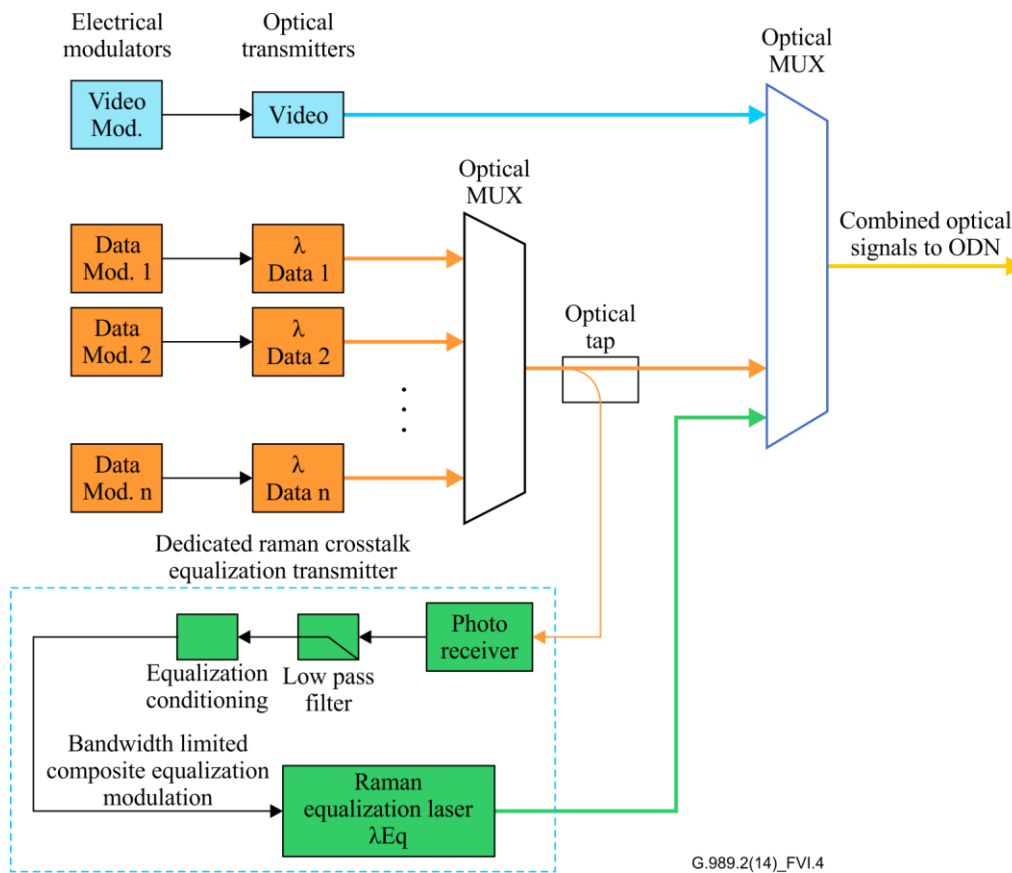 Electrical
modulators
Optical
transmitters
Optical
MUX
Video
Mod.
Video
Optical
MUX
Combined optical
signals to ODN
Data
Mod. 1
λ
Data 1
Optical
tap
Data
Mod. 2
λ
Data 2
Data
Mod. n
λ
Data n
Dedicated raman crosstalk
equalization transmitter
Photo
receiver
Low pass
filter
Equalization
conditioning
Bandwidth limited
composite equalization
modulation
Raman
equalization laser
λEq
G.989.2(14)_FVI.4